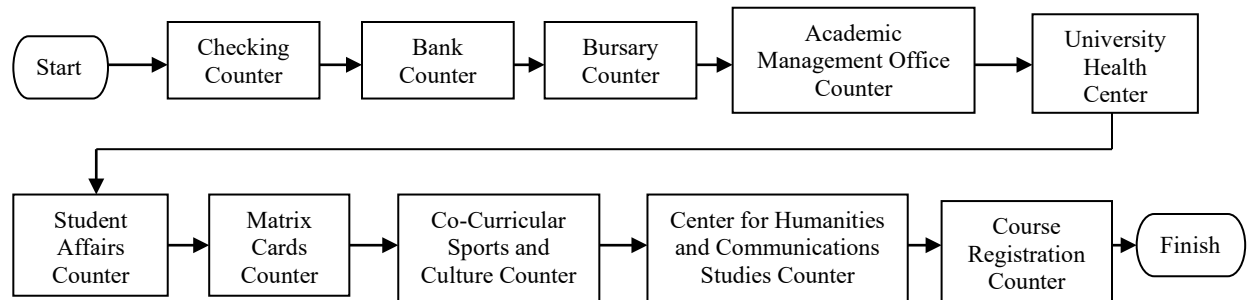 Start
Checking
Counter
Bank
Counter
Bursary
Counter
Academic
Management Office
Counter
University
Health
Center
Student
Affairs
Counter
Matrix
Cards
Counter
Co-Curricular
Sports and
Culture Counter
Center for Humanities
and Communications
Studies Counter
Course
Registration
Counter
Finish